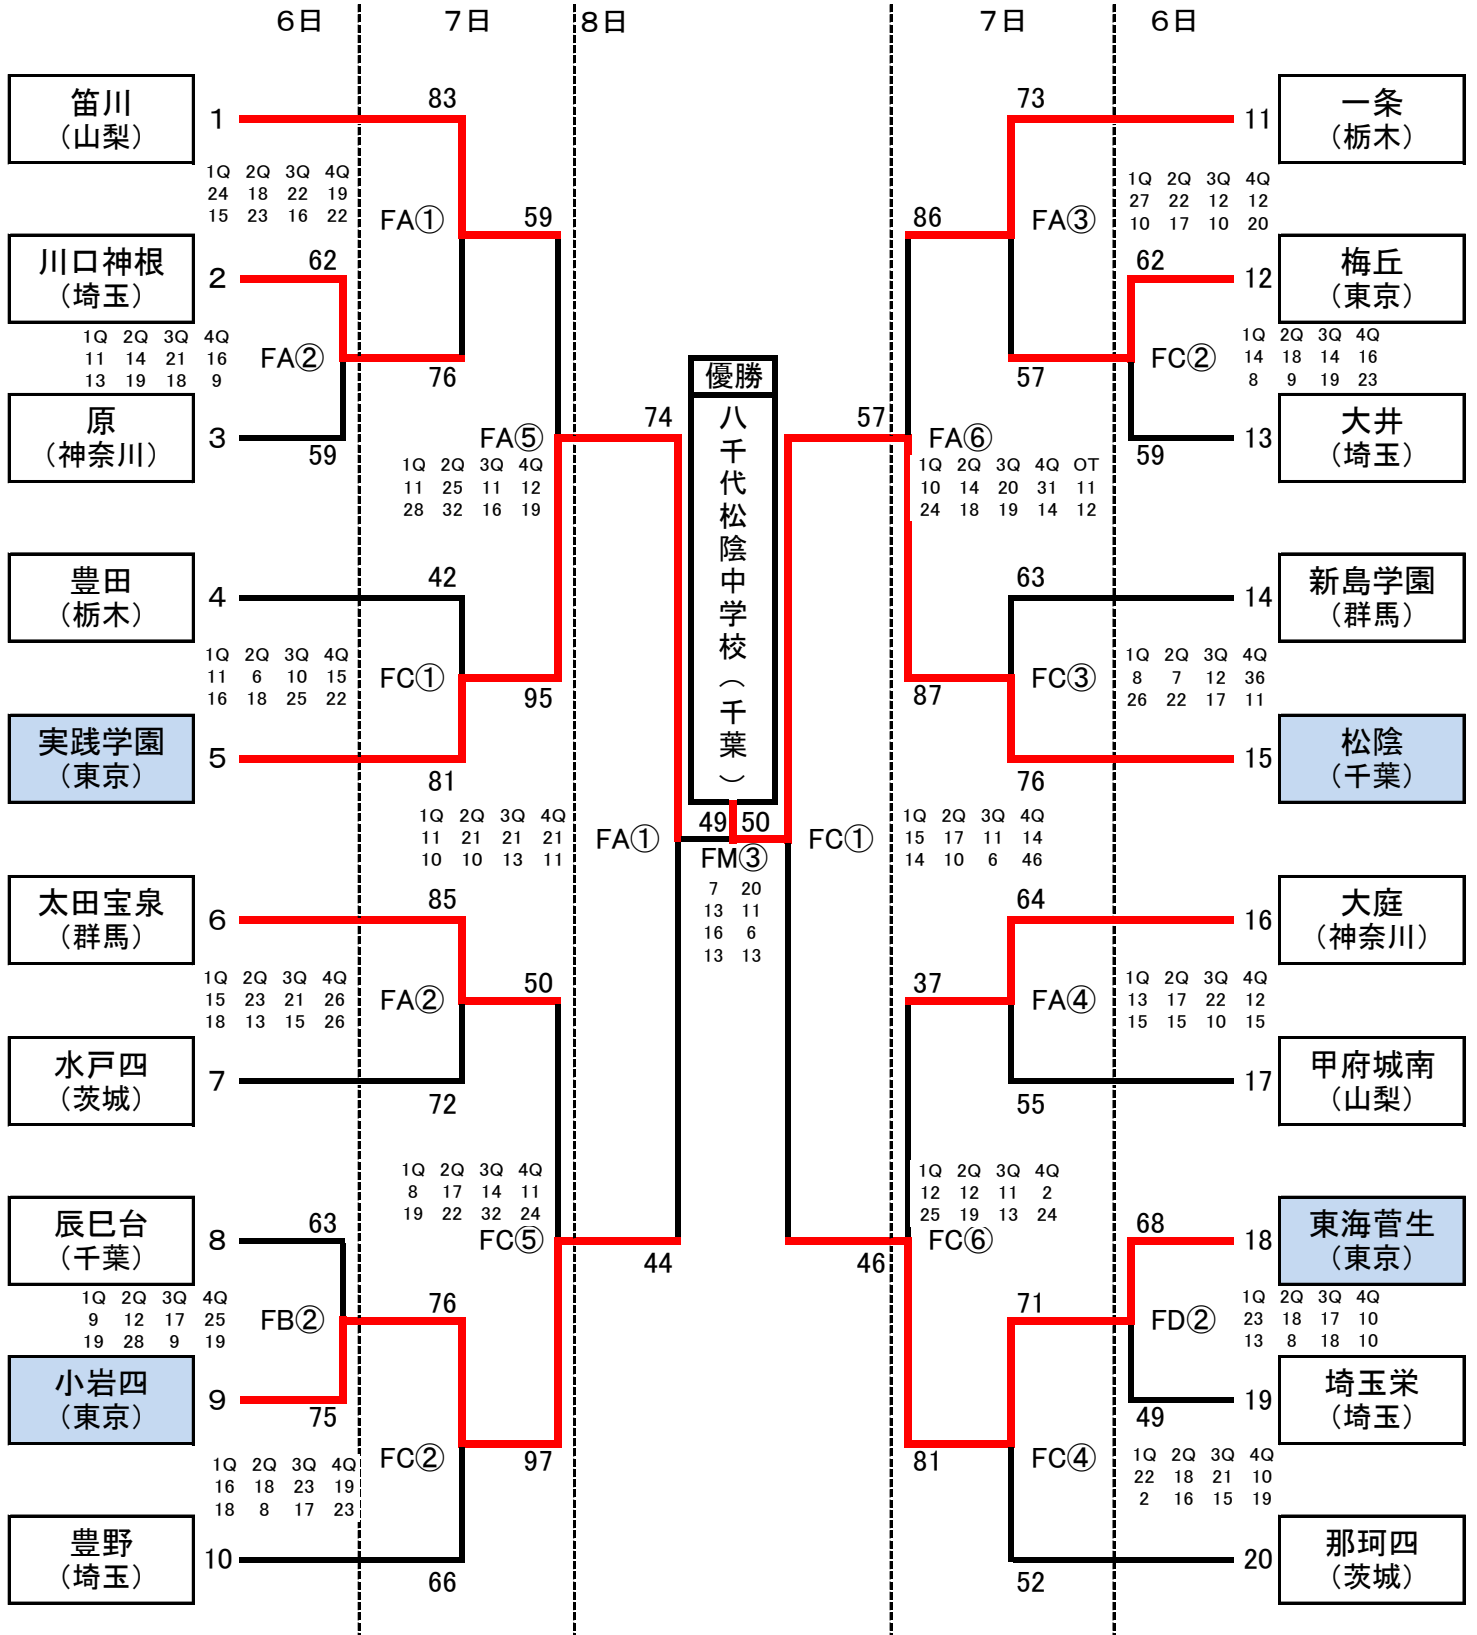 6日 7日 8日 7日 6日
笛川
（山梨）
1
83
1Q 2Q 3Q 4Q
24 18 22 19
15 23 16 22
FA①
59
川口神根
（埼玉）
2
62
1Q 2Q 3Q 4Q
11 14 21 16
13 19 18 9
FA②
76
原
（神奈川）
3
59
FA⑤
74
1Q 2Q 3Q 4Q
11 25 11 12
28 32 16 19
豊田
（栃木）
4
42
1Q 2Q 3Q 4Q
11 6 10 15
16 18 25 22
FC①
95
実践学園
（東京）
5
81
1Q 2Q 3Q 4Q
11 21 21 21
10 10 13 11
FA①
太田宝泉
（群馬）
6
85
1Q 2Q 3Q 4Q
15 23 21 26
18 13 15 26
FA②
50
水戸四
（茨城）
7
72
1Q 2Q 3Q 4Q
8 17 14 11
19 22 32 24
FC⑤
44
辰巳台
（千葉）
8
63
1Q 2Q 3Q 4Q
9 12 17 25
19 28 9 19
FB②
76
小岩四
（東京）
9
75
1Q 2Q 3Q 4Q
16 18 23 19
18 8 17 23
FC②
97
豊野
（埼玉）
10
66
優勝
八千代松陰中学校（千葉）
49 50
FM③
7 20
13 11
16 6
13 13
73
11
一条
（栃木）
1Q 2Q 3Q 4Q
27 22 12 12
10 17 10 20
86
FA③
62
12
梅丘
（東京）
1Q 2Q 3Q 4Q
14 18 14 16
8 9 19 23
FC②
57
59
13
大井
（埼玉）
57
FA⑥
1Q 2Q 3Q 4Q OT
10 14 20 31 11
24 18 19 14 12
63
14
新島学園
（群馬）
1Q 2Q 3Q 4Q
8 7 12 36
26 22 17 11
FC③
87
76
15
松陰
（千葉）
FC①
1Q 2Q 3Q 4Q
15 17 11 14
14 10 6 46
64
16
大庭
（神奈川）
1Q 2Q 3Q 4Q
13 17 22 12
15 15 10 15
37
FA④
55
17
甲府城南
（山梨）
1Q 2Q 3Q 4Q
12 12 11 2
25 19 13 24
46
FC⑥
68
18
東海菅生
（東京）
1Q 2Q 3Q 4Q
23 18 17 10
13 8 18 10
71
FD②
49
19
埼玉栄
（埼玉）
1Q 2Q 3Q 4Q
22 18 21 10
2 16 15 19
81
FC④
52
20
那珂四
（茨城）